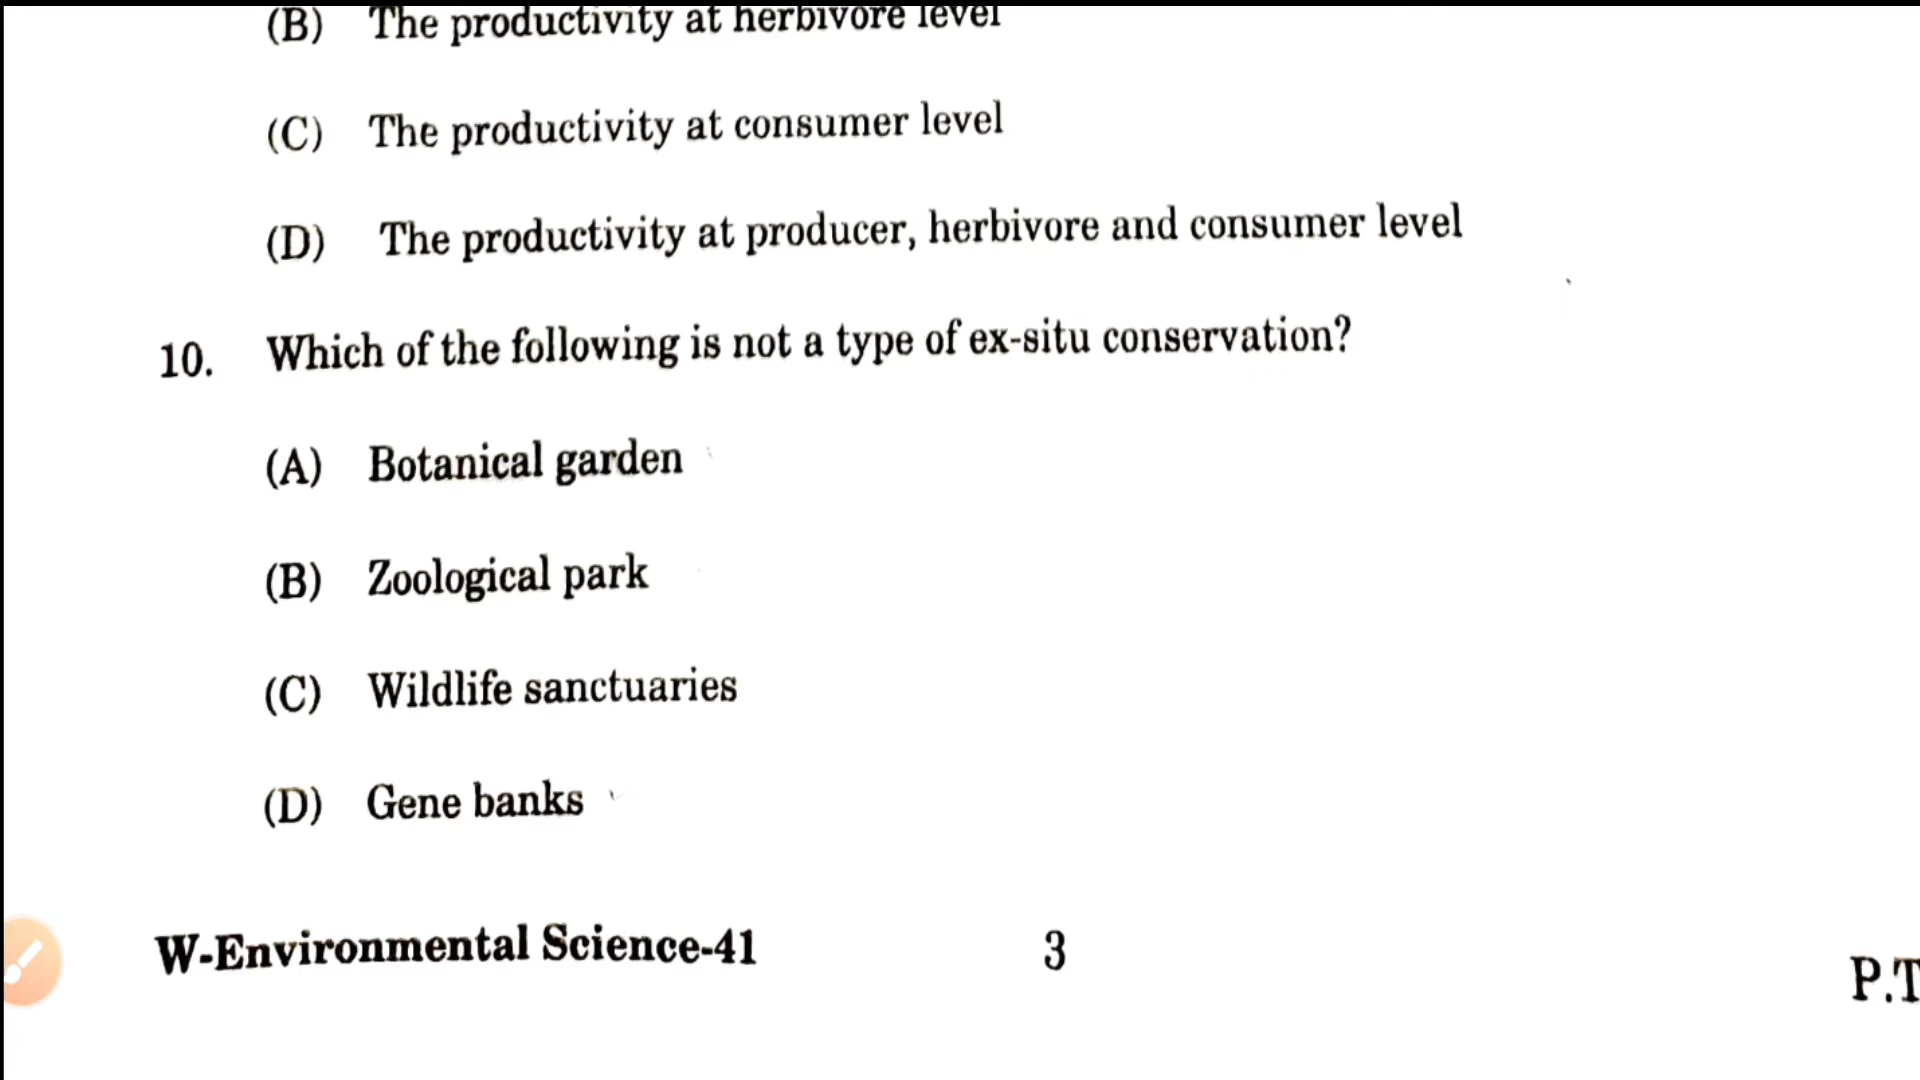 (B) The productivity at herbivore level
(C) The productivity at consumer level
(D) The productivity at producer, herbivore and consumer level
10. Which of the following is not a type of ex-situ conservation?
(A) Botanical garden
(B) Zoological park
(C) Wildlife sanctuaries
(D) Gene banks
W-Environmental Science-41 3 P.T